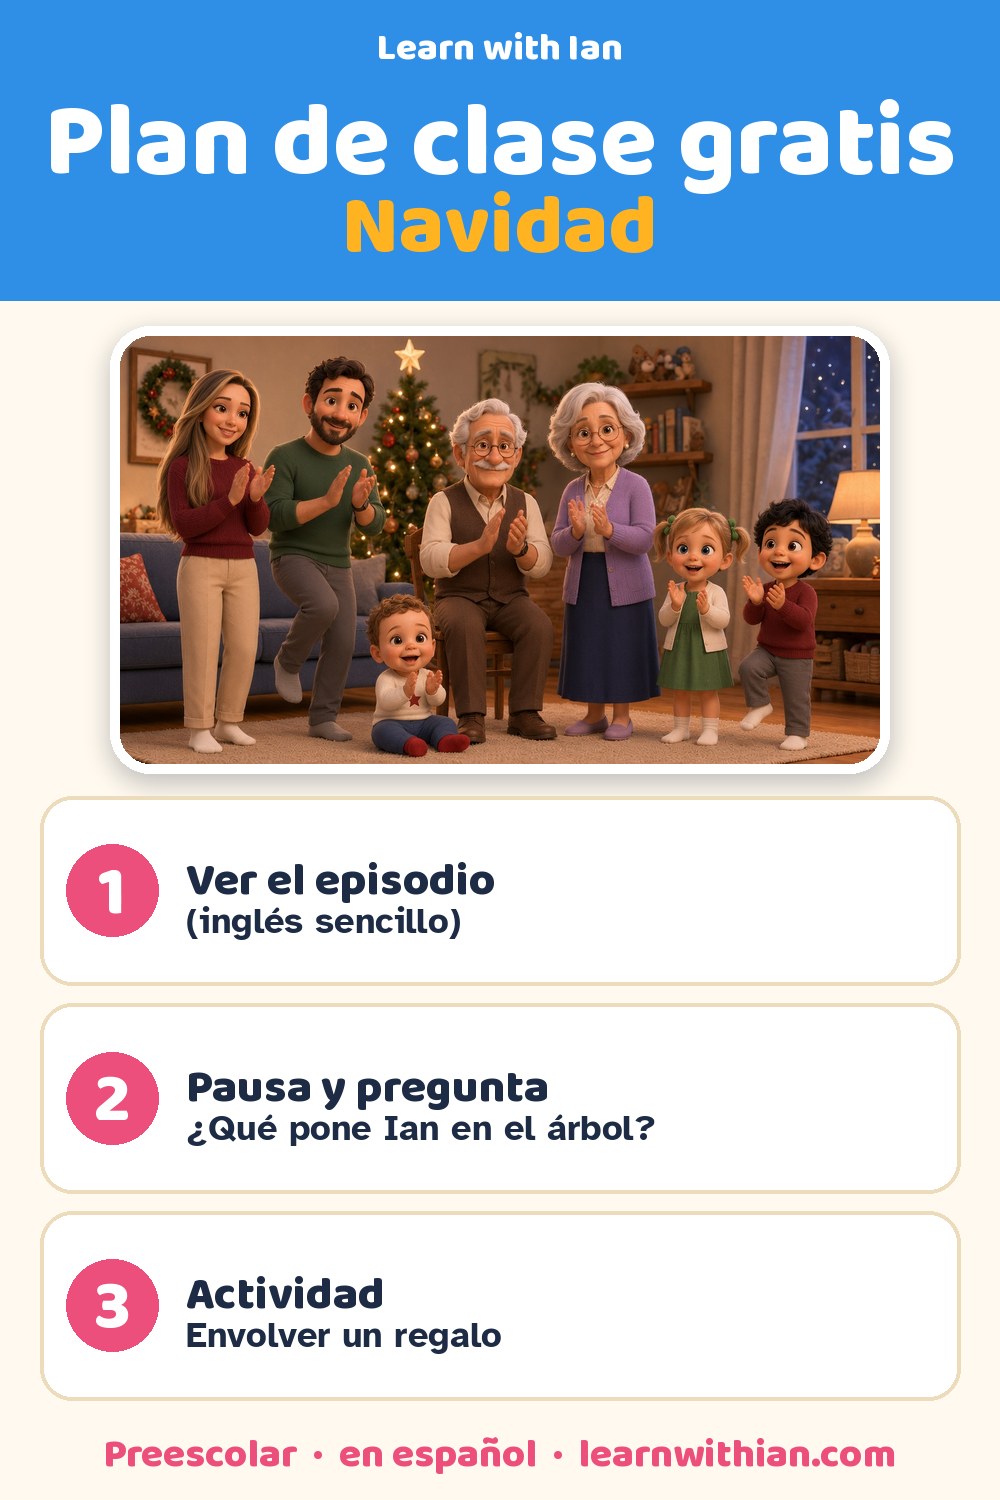 Learn with Ian
Plan de clase gratis
Navidad
1
Ver el episodio
(inglés sencillo)
2
Pausa y pregunta
¿Qué pone Ian en el árbol?
3
Actividad
Envolver un regalo
Preescolar · en español · learnwithian.com